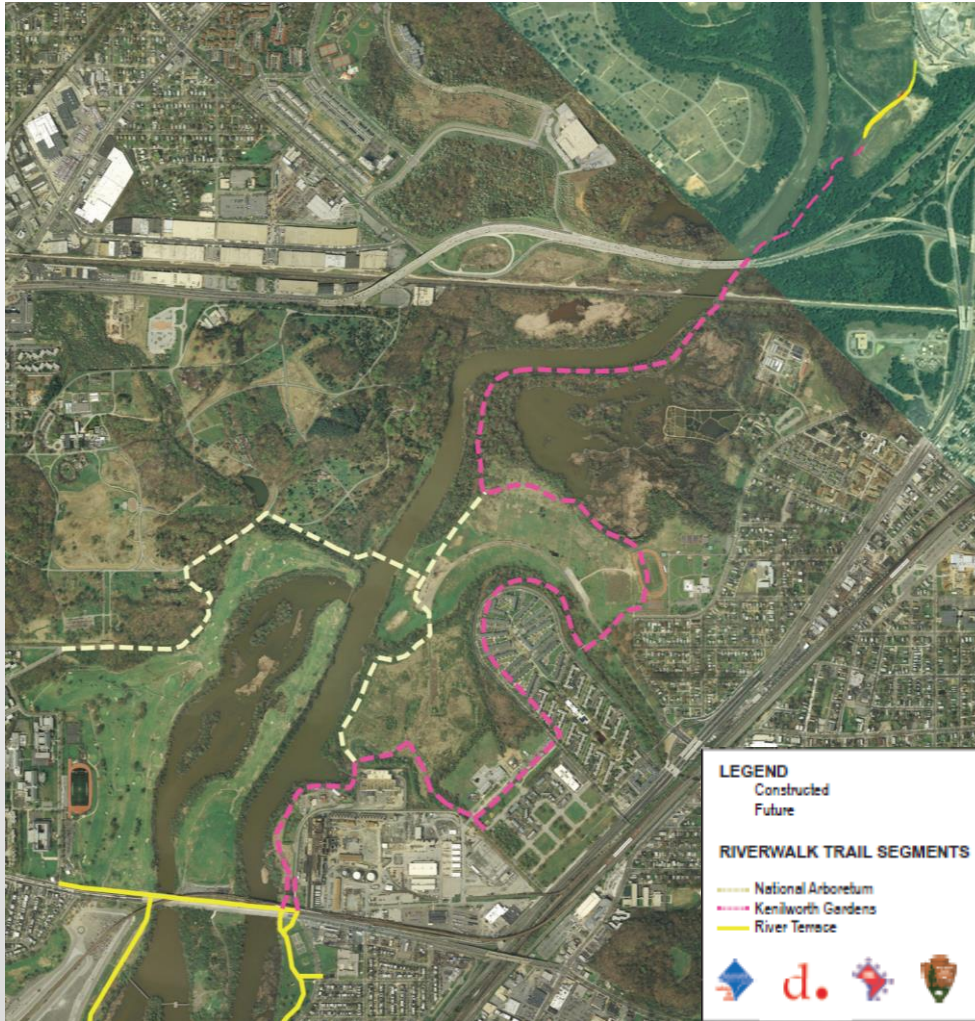 LEGEND
Constructed
Future
RIVERWALK TRAIL SEGMENTS
National Arboretum
Kenilworth Gardens
River Terrace
d.